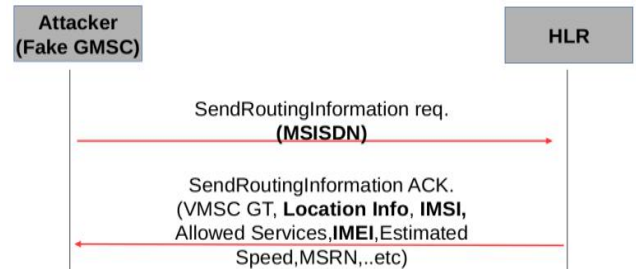 Attacker
(Fake GMSC)
HLR
SendRoutingInformation req.
(MSISDN)
SendRoutingInformation ACK.
(VMSC GT, Location Info, IMSI,
Allowed Services,IMEI,Estimated
Speed,MSRN,..etc)